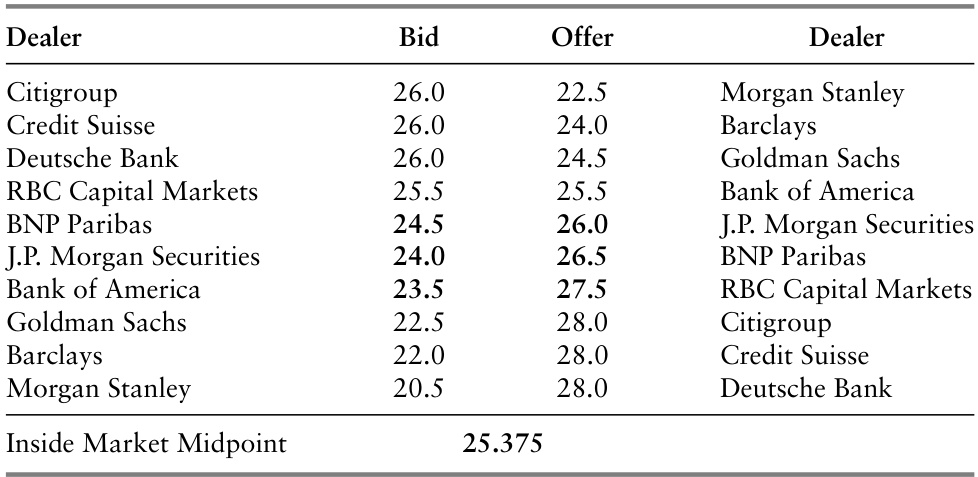 Dealer Bid Offer Dealer
Citigroup 26.0 22.5 Morgan Stanley
Credit Suisse 26.0 24.0 Barclays
Deutsche Bank 26.0 24.5 Goldman Sachs
RBC Capital Markets 25.5 25.5 Bank of America
BNP Paribas 24.5 26.0 J.P. Morgan Securities
J.P. Morgan Securities 24.0 26.5 BNP Paribas
Bank of America 23.5 27.5 RBC Capital Markets
Goldman Sachs 22.5 28.0 Citigroup
Barclays 22.0 28.0 Credit Suisse
Morgan Stanley 20.5 28.0 Deutsche Bank
Inside Market Midpoint 25.375